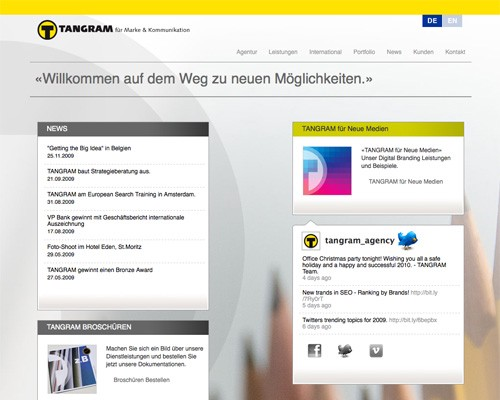 DE EN
TANGRAM für Marke & Kommunikation
Agentur Leistungen International Portfolio News Kunden Kontakt
«Willkommen auf dem Weg zu neuen Möglichkeiten.»
NEWS
"Getting the Big Idea" in Belgien
25.11.2009
TANGRAM baut Strategieberatung aus.
21.09.2009
TANGRAM am European Search Training in Amsterdam.
31.08.2009
VP Bank gewinnt mit Geschäftsbericht internationale
Auszeichnung
17.08.2009
Foto-Shoot im Hotel Eden, St.Moritz
29.05.2009
TANGRAM gewinnt einen Bronze Award
27.05.2009
TANGRAM BROSCHÜREN
Machen Sie sich ein Bild über unsere
Dienstleistungen und bestellen Sie
jetzt unsere Dokumentationen.
Broschüren Bestellen
TANGRAM für Neue Medien
«TANGRAM für Neue Medien»
Unser Digital Branding Leistungen
und Beispiele.
TANGRAM für Neue Medien
tangram_agency
Office Christmas party tonight! Wishing you all a safe
holiday and a happy and successful 2010. - TANGRAM
Team.
4 days ago
New trands in SEO - Ranking by Brands! http://bit.ly
/7Ry0r7
5 days ago
Twitters trending topics for 2009. http://bit.ly/6bepbx
6 days ago